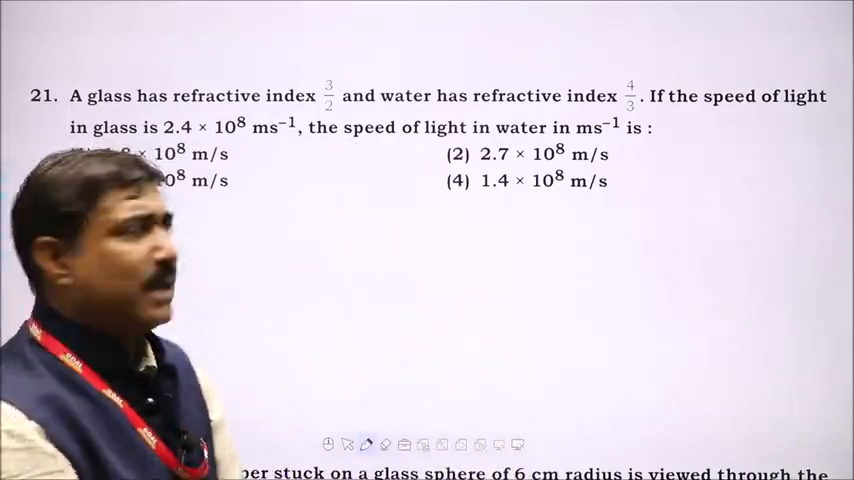 21. A glass has refractive index 3/2 and water has refractive index 4/3. If the speed of light
in glass is 2.4 × 10⁸ ms⁻¹, the speed of light in water in ms⁻¹ is :
× 10⁸ m/s (2) 2.7 × 10⁸ m/s
0⁸ m/s (4) 1.4 × 10⁸ m/s
stuck on a glass sphere of 6 cm radius is viewed through the